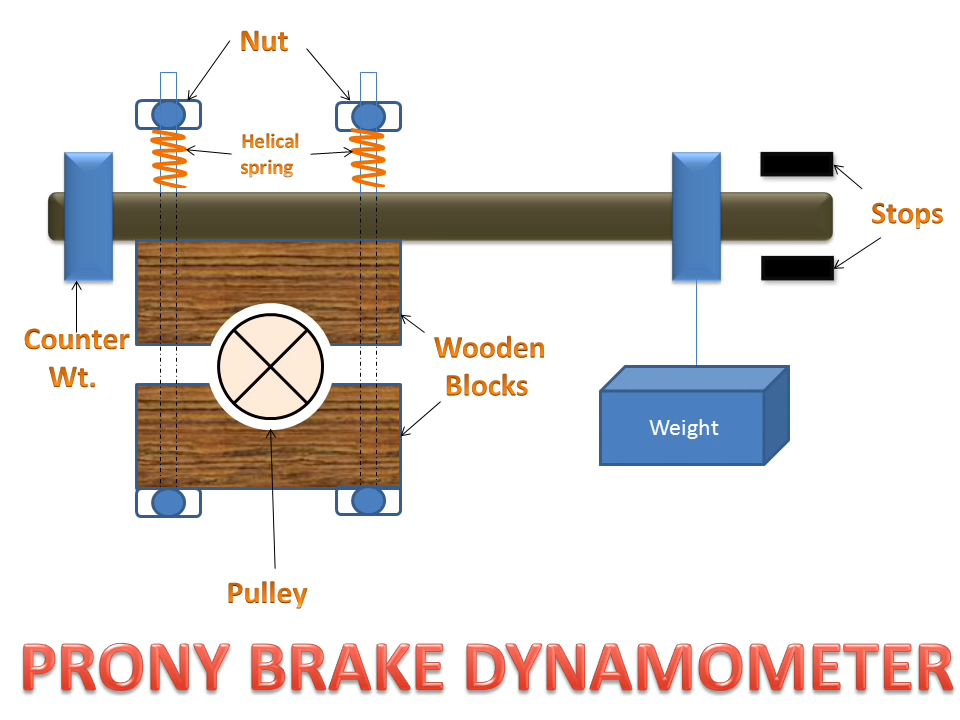 Nut
Helical
spring
Stops
Counter
Wt.
Wooden
Blocks
Weight
Pulley
PRONY BRAKE DYNAMOMETER